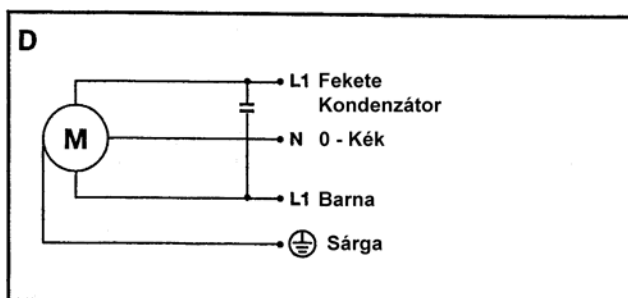 D
L1 Fekete
Kondenzátor
M
N 0 - Kék
L1 Barna
Sárga